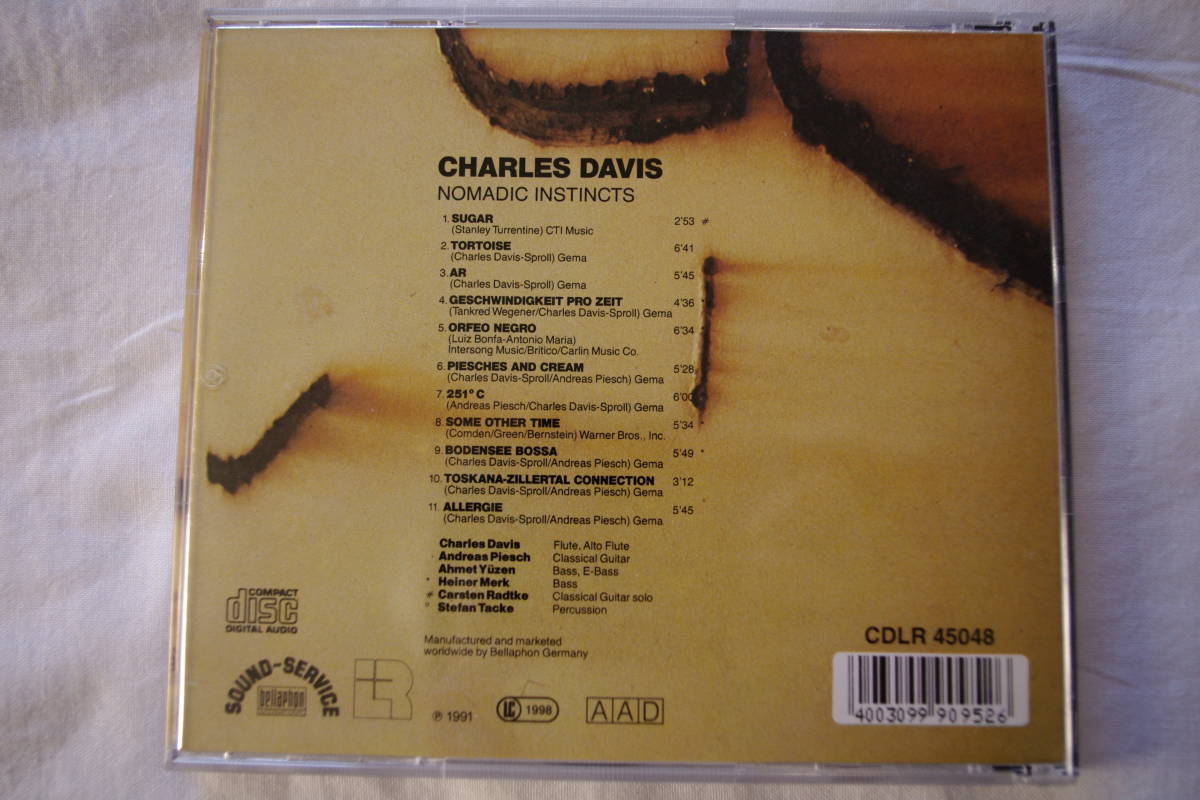 CHARLES DAVIS
NOMADIC INSTINCTS
1. SUGAR 2'53 #
(Stanley Turrentine) CTI Music
2. TORTOISE 6'41
(Charles Davis-Sproll) Gema
3. AR 5'45
(Charles Davis-Sproll) Gema
4. GESCHWINDIGKEIT PRO ZEIT 4'36 *
(Tankred Wegener/Charles Davis-Sproll) Gema
5. ORFEO NEGRO 6'34
(Luiz Bonfa-Antonio Maria)
Intersong Music/Britico/Carlin Music Co.
6. PIESCHES AND CREAM 5'28
(Charles Davis-Sproll/Andreas Piesch) Gema
7. 251° C 6'00
(Andreas Piesch/Charles Davis-Sproll) Gema
8. SOME OTHER TIME 5'34
(Comden/Green/Bernstein) Warner Bros., Inc.
9. BODENSEE BOSSA 5'49 *
(Charles Davis-Sproll/Andreas Piesch) Gema
10. TOSKANA-ZILLERTAL CONNECTION 3'12
(Charles Davis-Sproll/Andreas Piesch) Gema
11. ALLERGIE 5'45
(Charles Davis-Sproll/Andreas Piesch) Gema
Charles Davis Flute, Alto Flute
Andreas Piesch Classical Guitar
Ahmet Yüzen Bass, E-Bass
* Heiner Merk Bass
# Carsten Radtke Classical Guitar solo
° Stefan Tacke Percussion
Manufactured and marketed
worldwide by Bellaphon Germany
COMPACT
disc
DIGITAL AUDIO
SOUND-SERVICE
bellaphon
LR
℗ 1991
LC 1998
AAD
CDLR 45048
4003099 909526